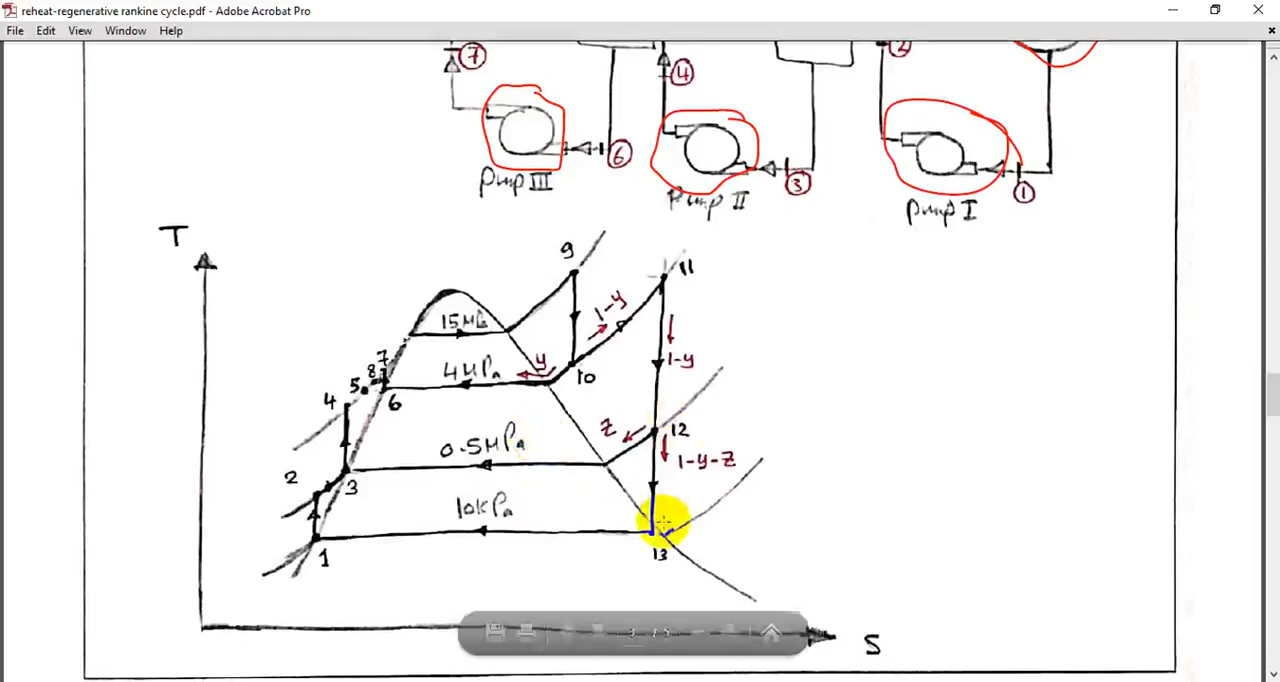 reheat-regenerative rankine cycle.pdf - Adobe Acrobat Pro
File Edit View Window Help
7
4
2
6
3
1
Pump III
Pump II
Pump I
T
9
11
15 MPa
1-y
7
8
4 MPa
y
10
1-y
5
6
4
0.5 MPa
Z
12
2
3
1-y-Z
10 kPa
1
13
S